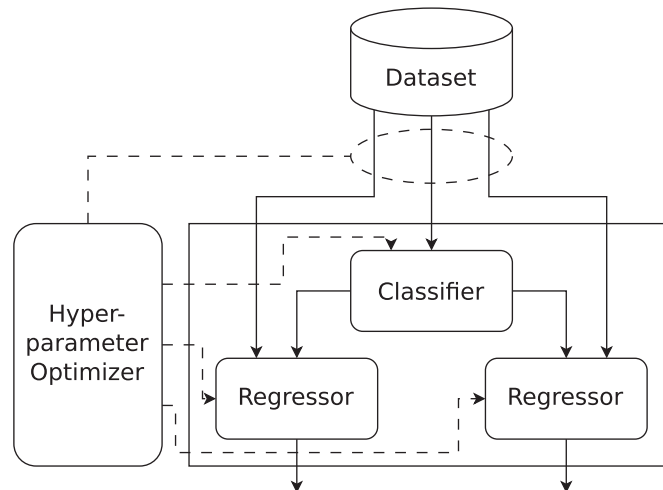 Dataset
Classifier
Hyper-
parameter
Optimizer
Regressor
Regressor